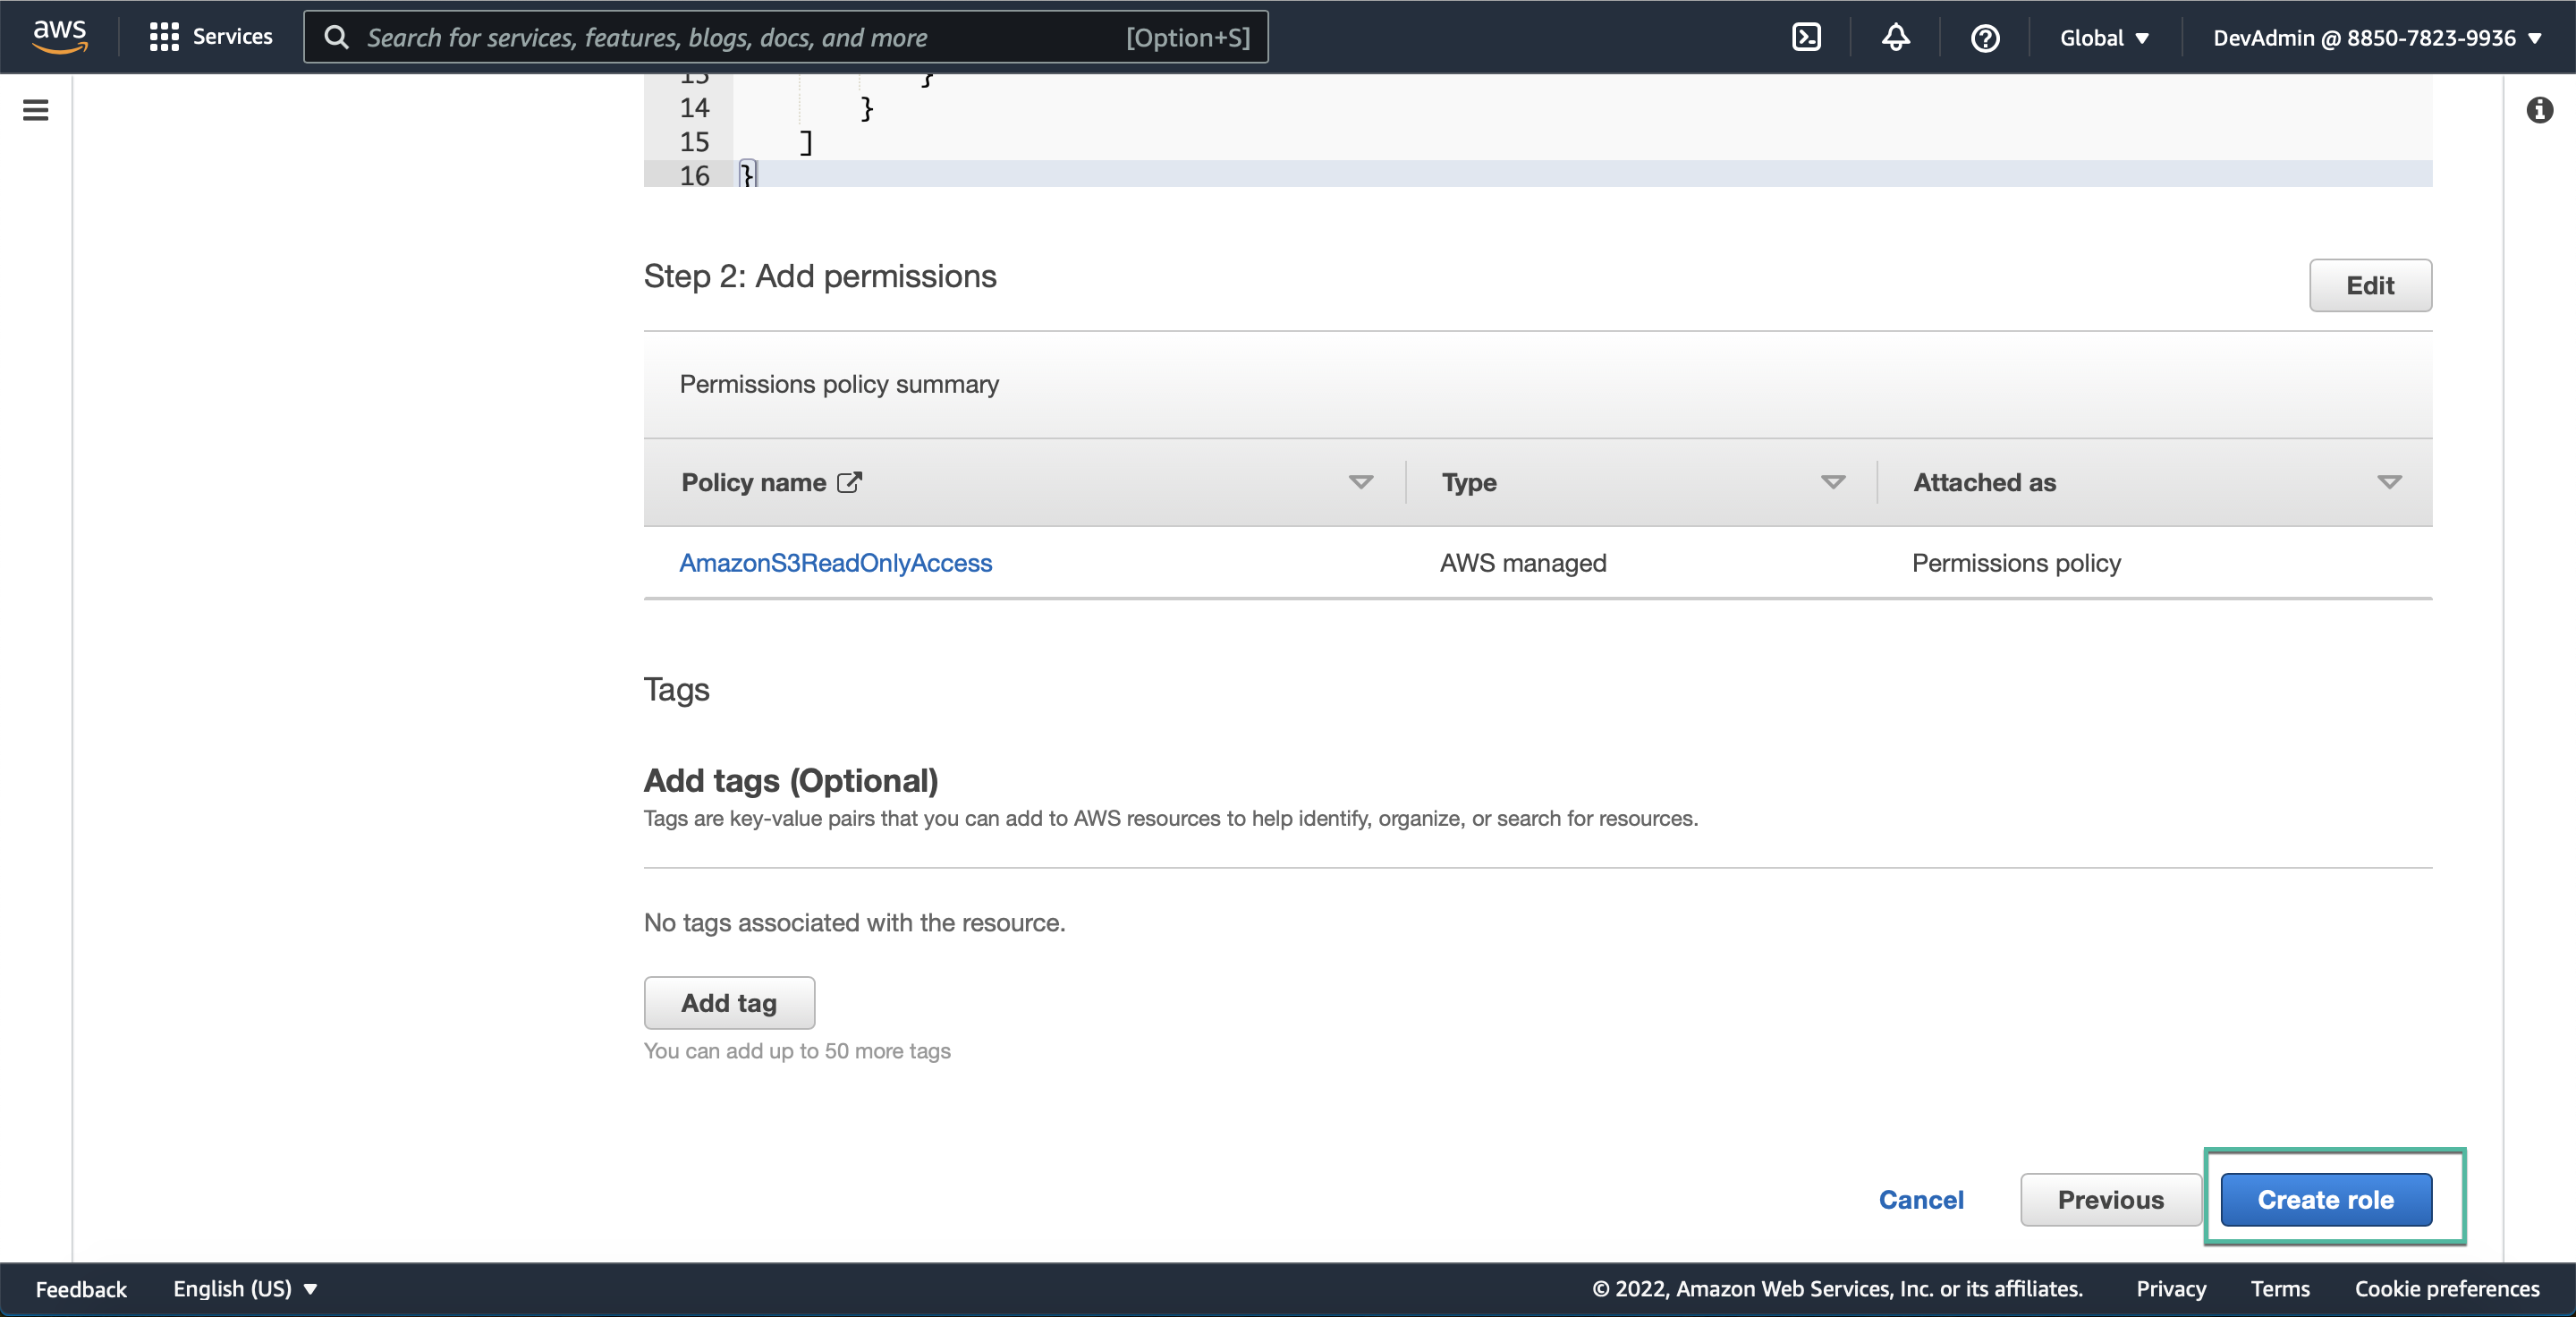 aws Services Search for services, features, blogs, docs, and more [Option+S] Global DevAdmin @ 8850-7823-9936
13 }
14 }
15 ]
16 }
Step 2: Add permissions
Edit
Permissions policy summary
Policy name Type Attached as
AmazonS3ReadOnlyAccess AWS managed Permissions policy
Tags
Add tags (Optional)
Tags are key-value pairs that you can add to AWS resources to help identify, organize, or search for resources.
No tags associated with the resource.
Add tag
You can add up to 50 more tags
Cancel Previous Create role
Feedback English (US) © 2022, Amazon Web Services, Inc. or its affiliates. Privacy Terms Cookie preferences